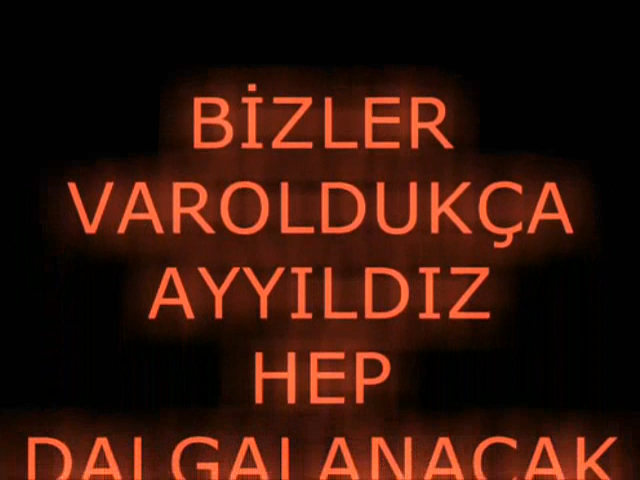 BİZLER
VAROLDUKÇA
AYYILDIZ
HEP
DALGALANACAK